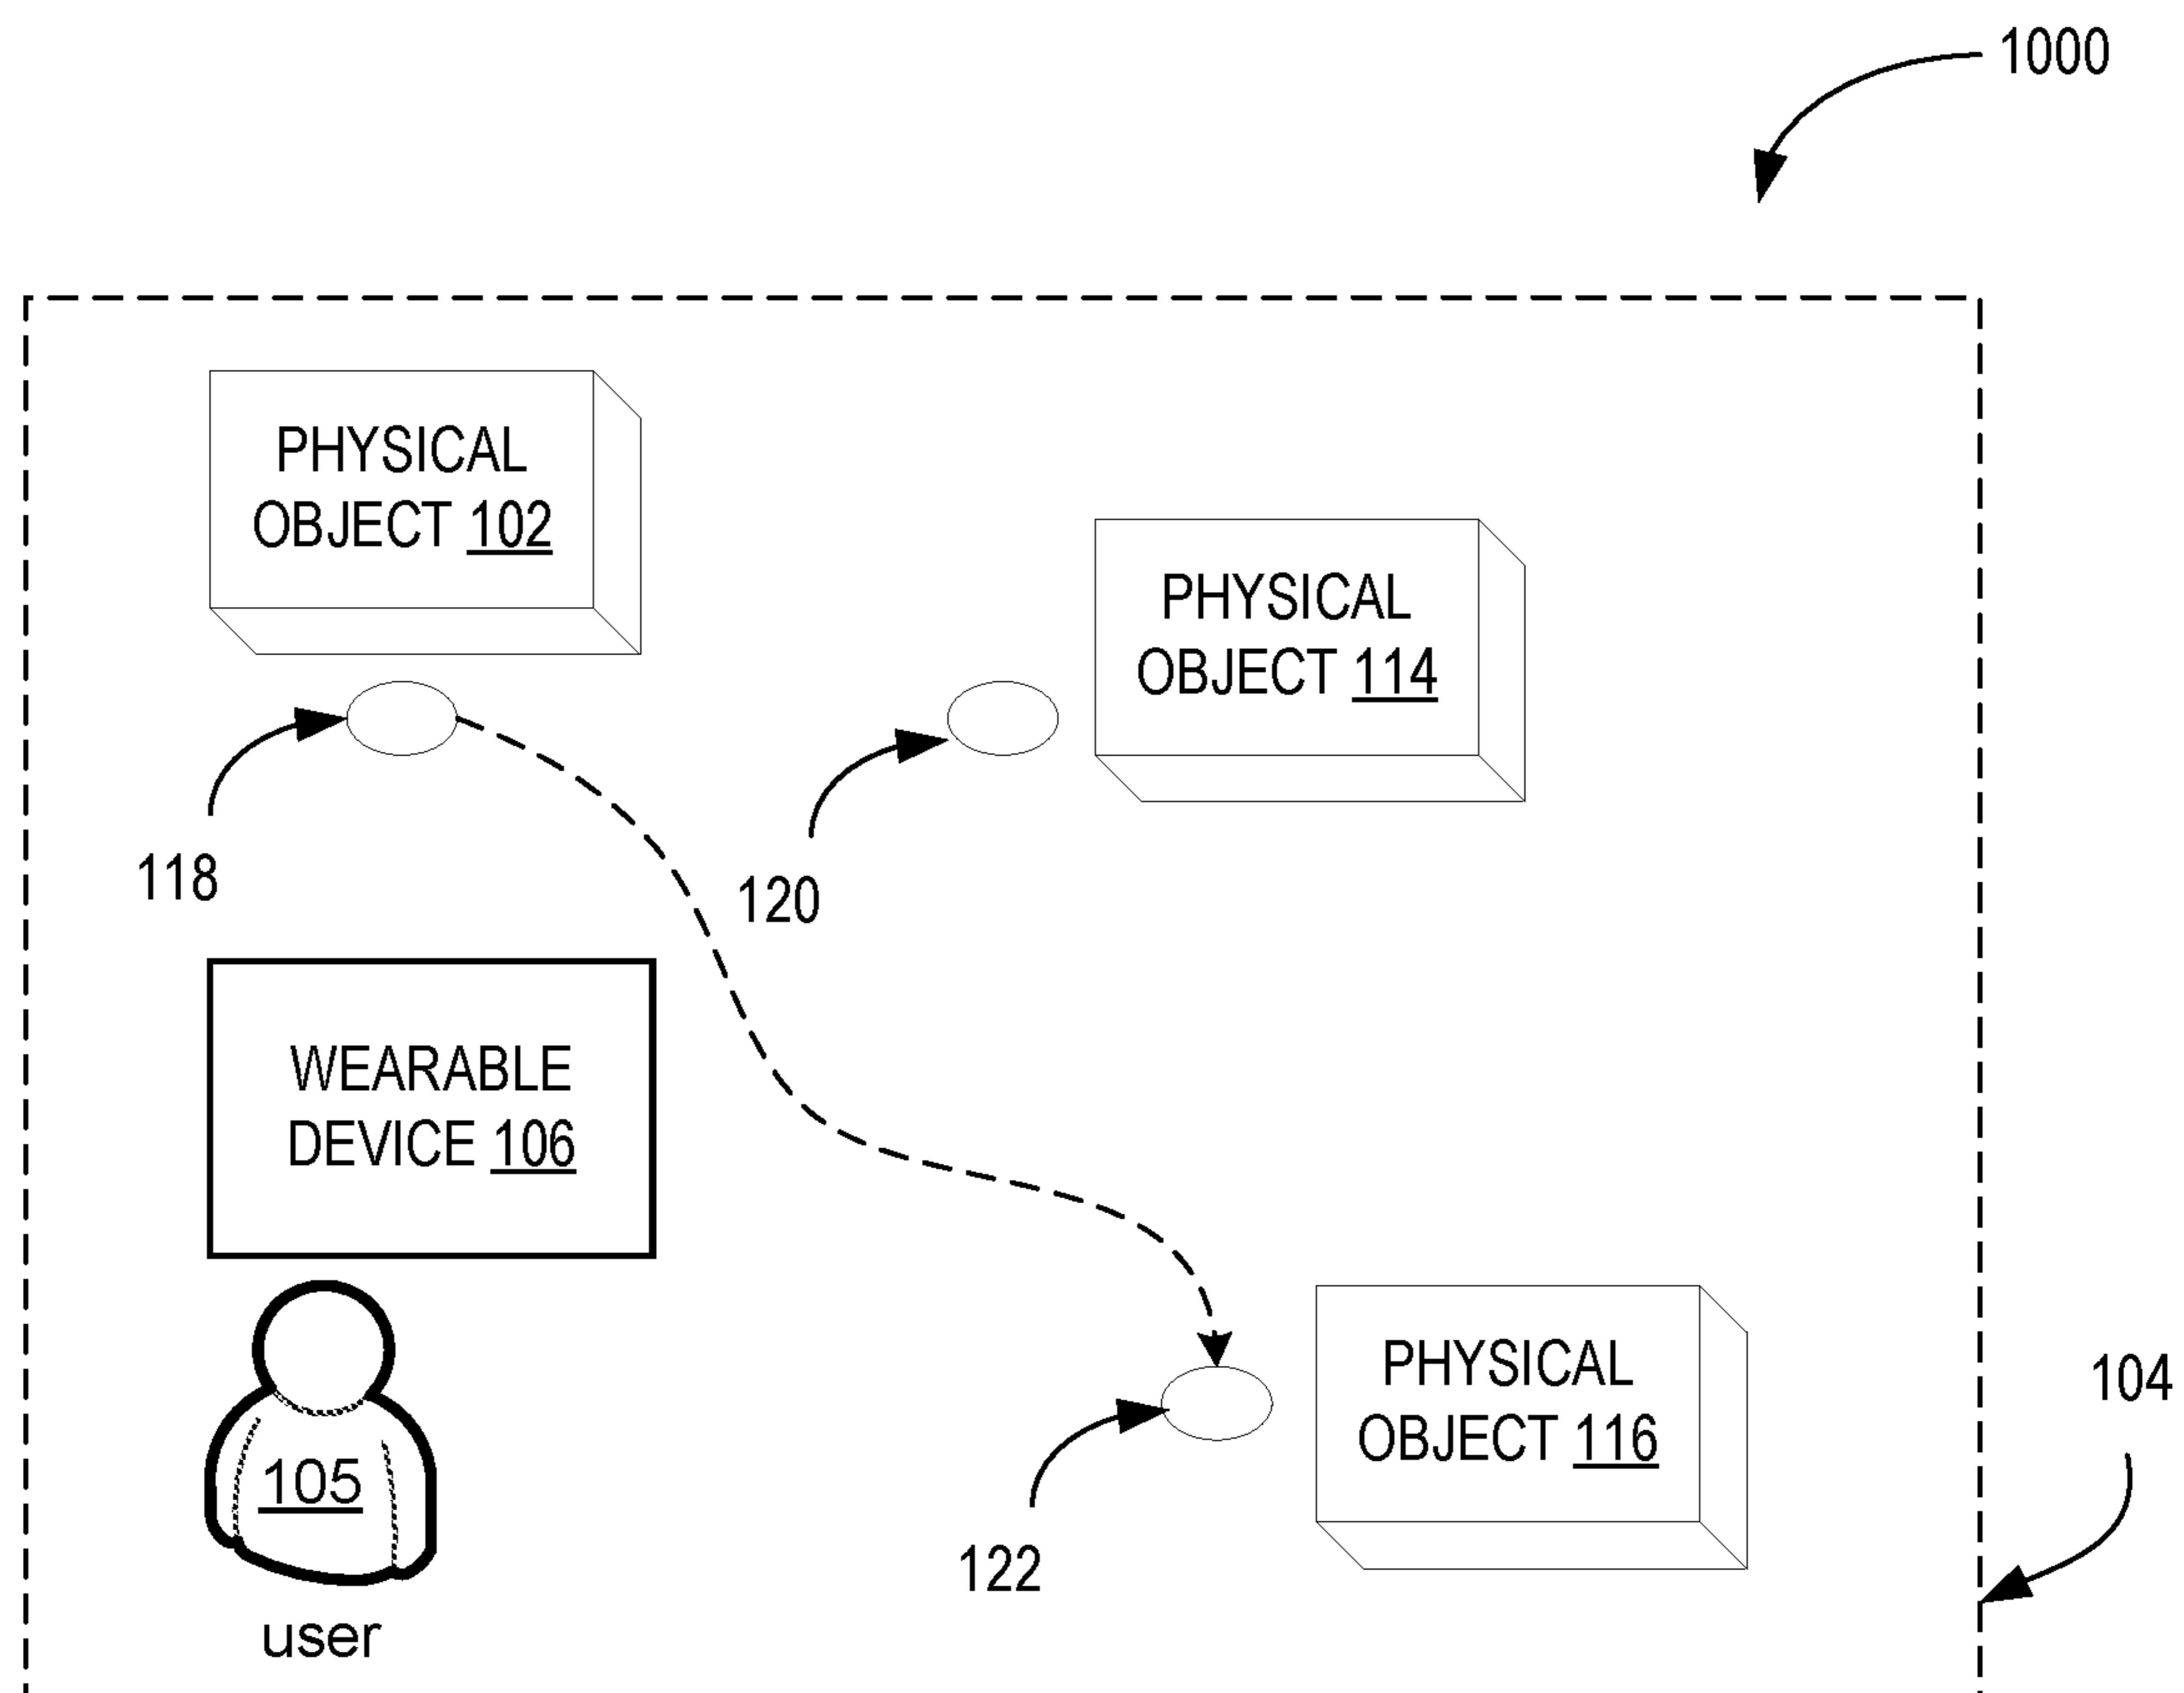 1000
PHYSICAL
OBJECT 102
PHYSICAL
OBJECT 114
118
120
WEARABLE
DEVICE 106
PHYSICAL
OBJECT 116
104
105
122
user